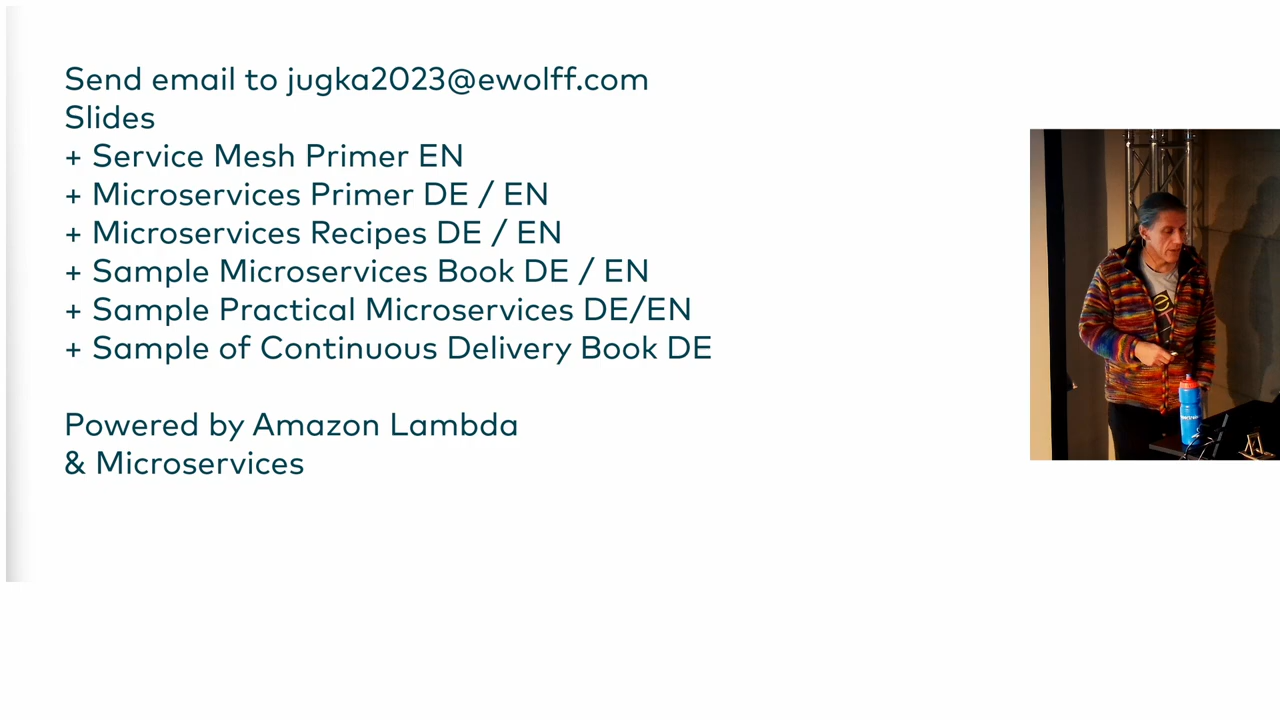 Send email to jugka2023@ewolff.com
Slides
+ Service Mesh Primer EN
+ Microservices Primer DE / EN
+ Microservices Recipes DE / EN
+ Sample Microservices Book DE / EN
+ Sample Practical Microservices DE/EN
+ Sample of Continuous Delivery Book DE
Powered by Amazon Lambda
& Microservices